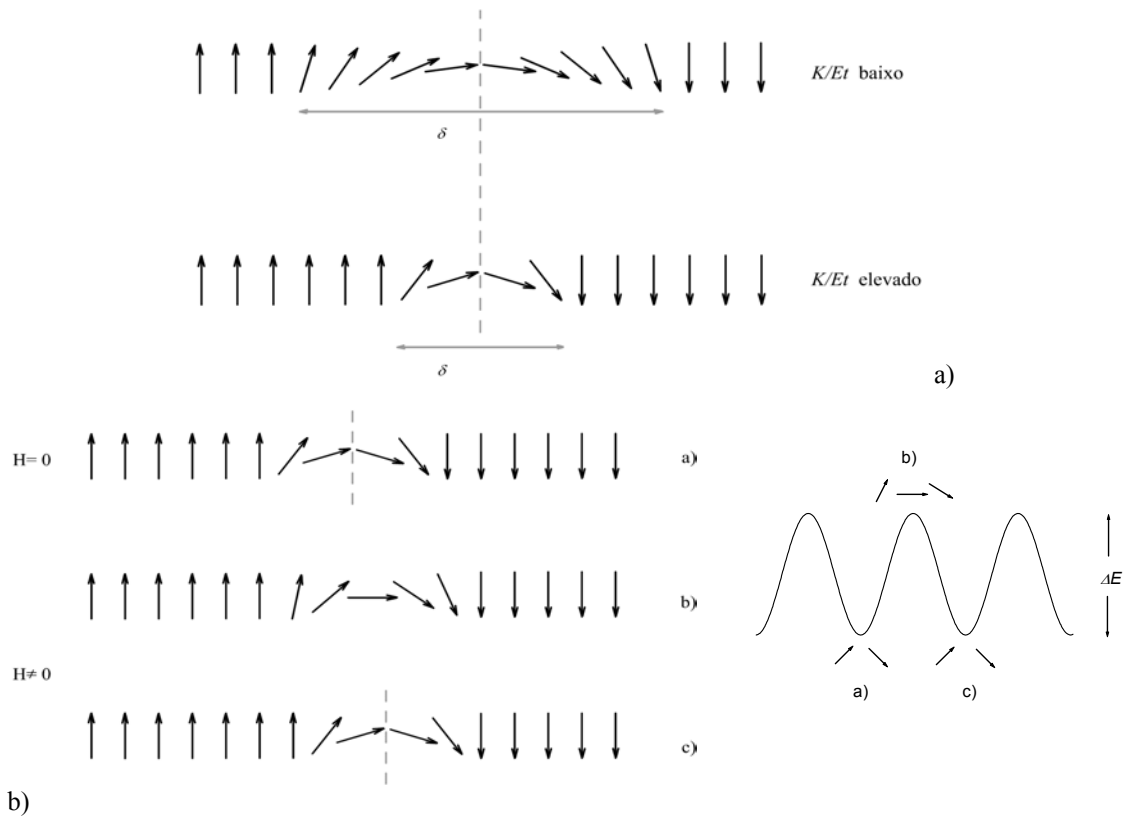 K/Et baixo
δ
K/Et elevado
δ
a)
H= 0
a)
b)
H≠ 0
c)
b)
b)
ΔE
a)
c)